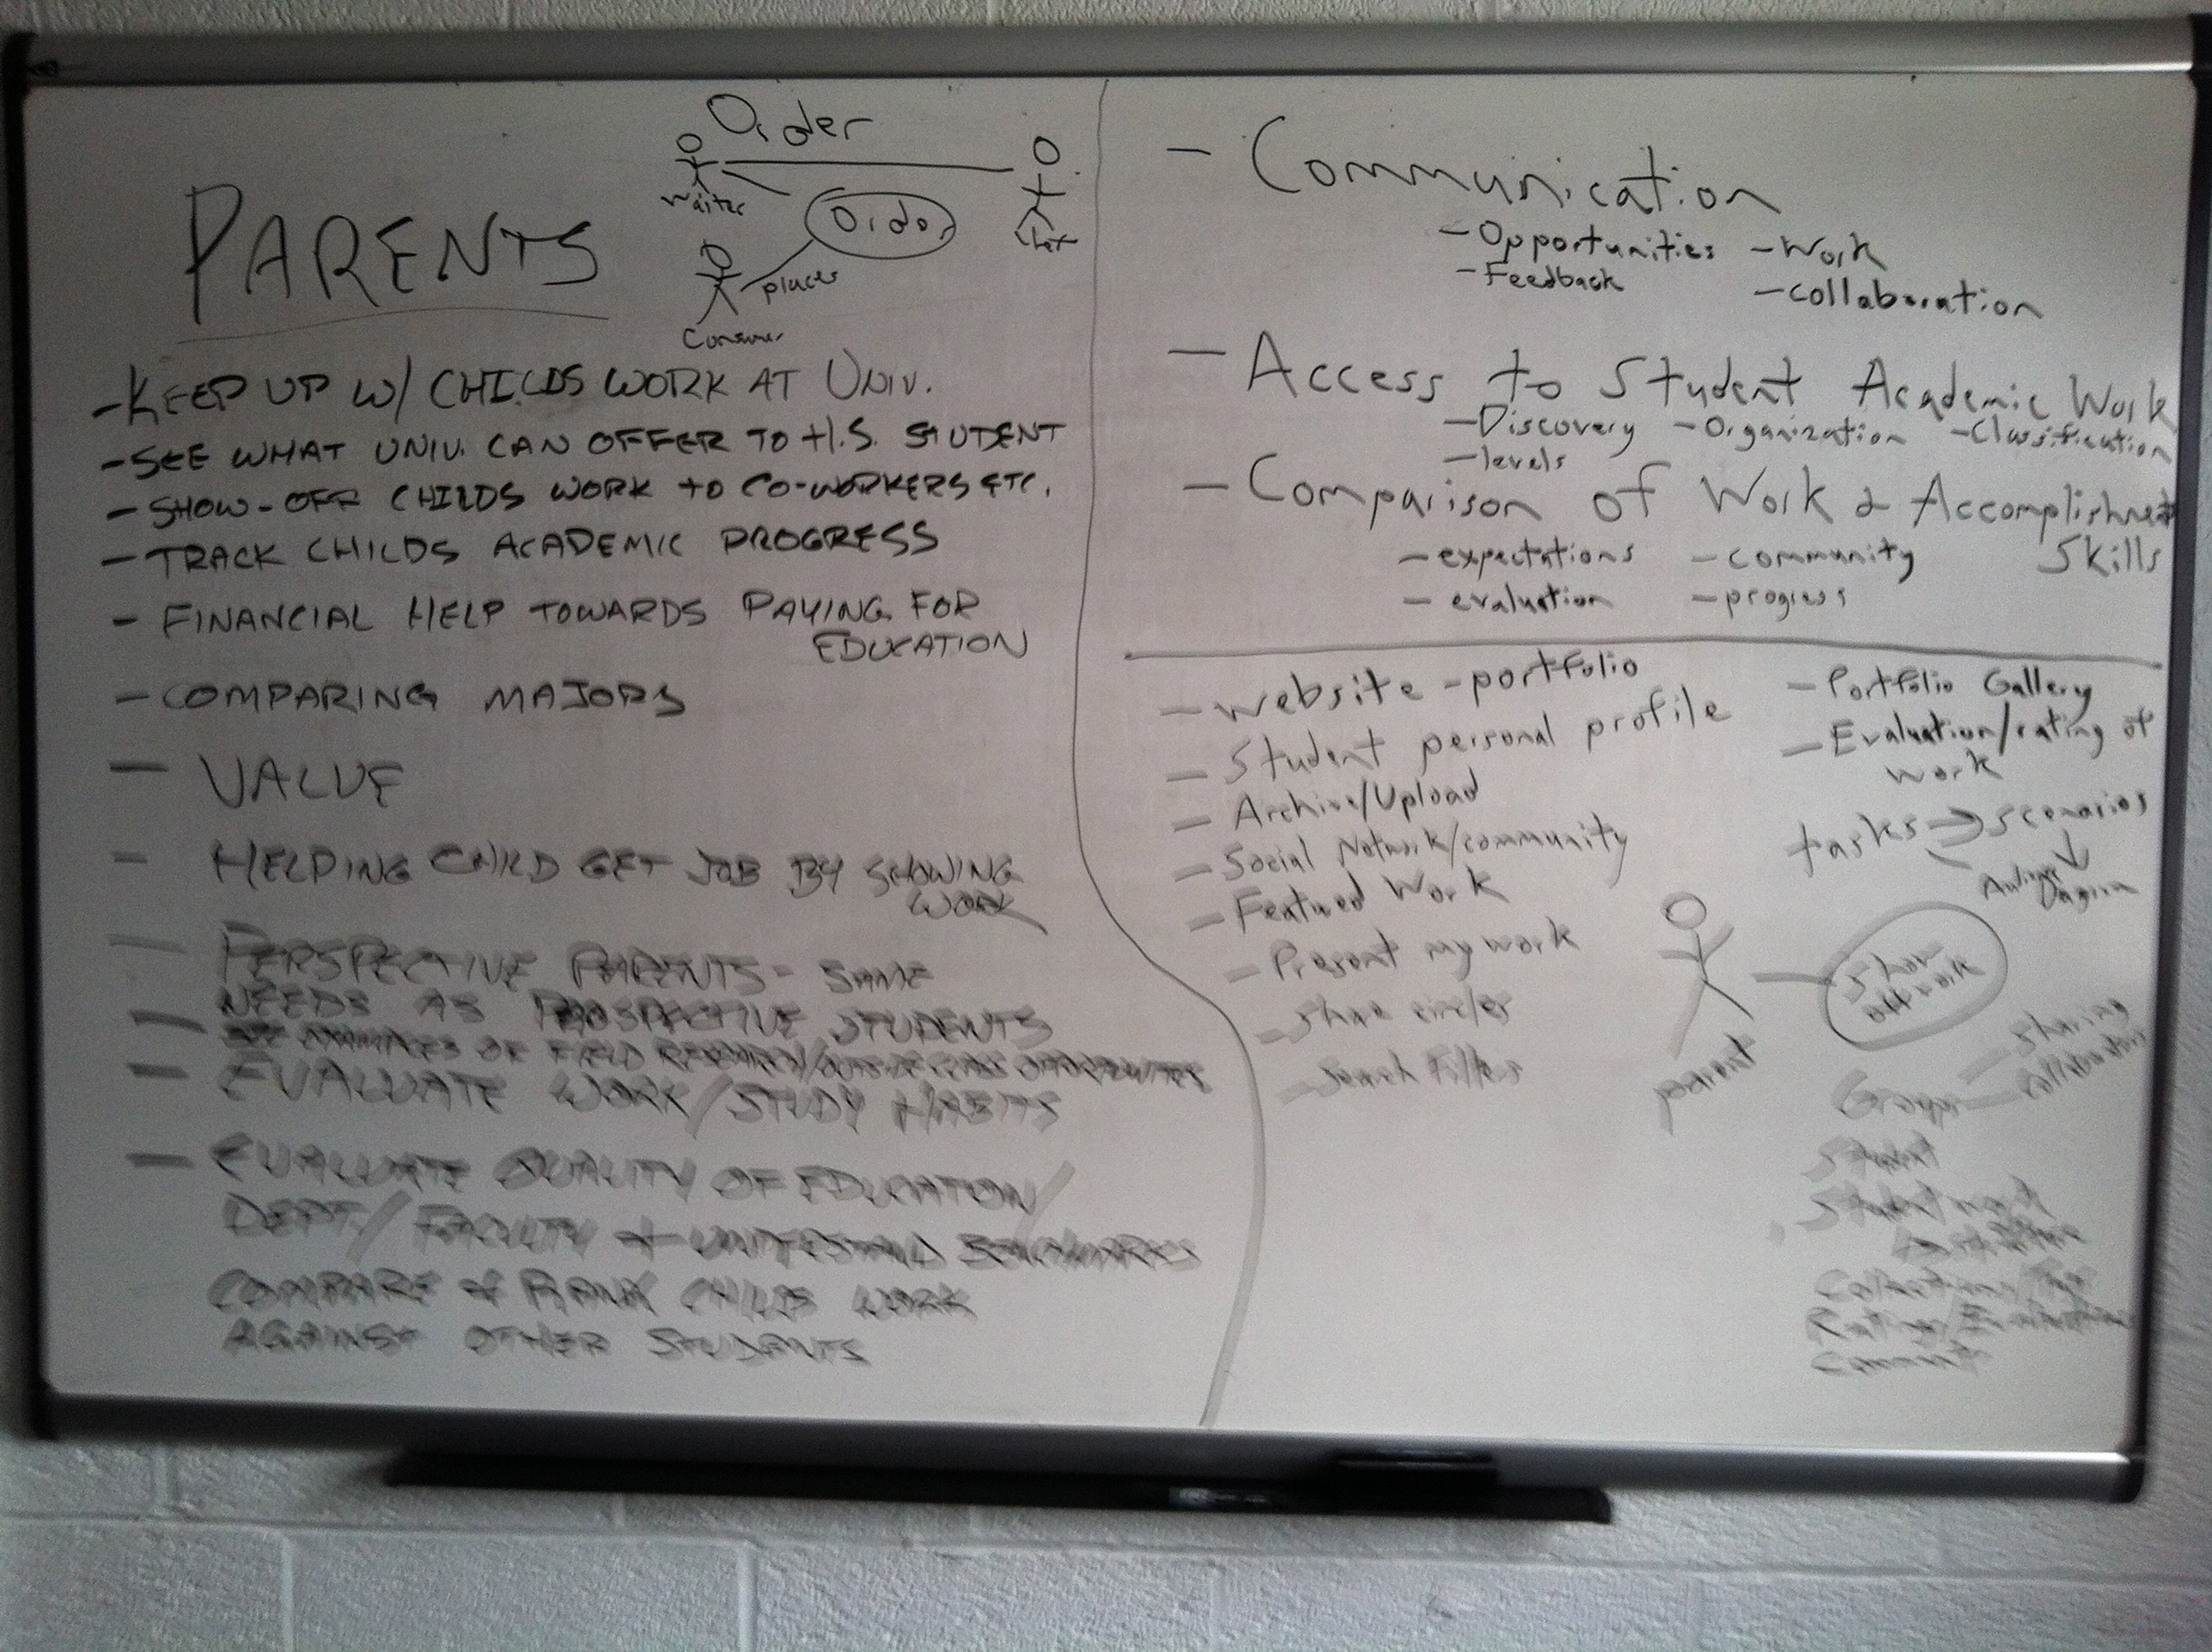 Order
Waiter
Order
Chef
places
Consumer
PARENTS
- KEEP UP W/ CHILDS WORK AT UNIV.
- SEE WHAT UNIV. CAN OFFER TO H.S. STUDENT
- SHOW-OFF CHILDS WORK TO CO-WORKERS ETC.
- TRACK CHILDS ACADEMIC PROGRESS
- FINANCIAL HELP TOWARDS PAYING FOR
EDUCATION
- COMPARING MAJORS
- VALUE
- HELPING CHILD GET JOB BY SHOWING
WORK
- PERSPECTIVE PARENTS - SAME
NEEDS AS PROSPECTIVE STUDENTS
- SEE EXAMPLES OF FIELD RESEARCH/OUTSIDE CLASS OPPORTUNITIES
- EVALUATE WORK/STUDY HABITS
- EVALUATE QUALITY OF EDUCATION/
DEPT./FACULTY + UNDERSTAND BENCHMARKS
COMPARE + RANK CHILDS WORK
AGAINST OTHER STUDENTS
- Communication
- Opportunities - Work
- Feedback - collaboration
- Access to Student Academic Work
- Discovery - Organization - Classification
- levels
- Comparison of Work & Accomplishment
Skills
- expectations - community
- evaluation - progress
- website - portfolio
- Student personal profile
- Archive/Upload
- Social Network/community
- Featured Work
- Present my work
- Share circles
- Search Filters
- Portfolio Gallery
- Evaluation/rating of
work
tasks → scenarios
Show
off work
parent
Groups
- Sharing
- collaboration
Student
Student work
Collections/Tags
Ratings/Evaluation
Comments